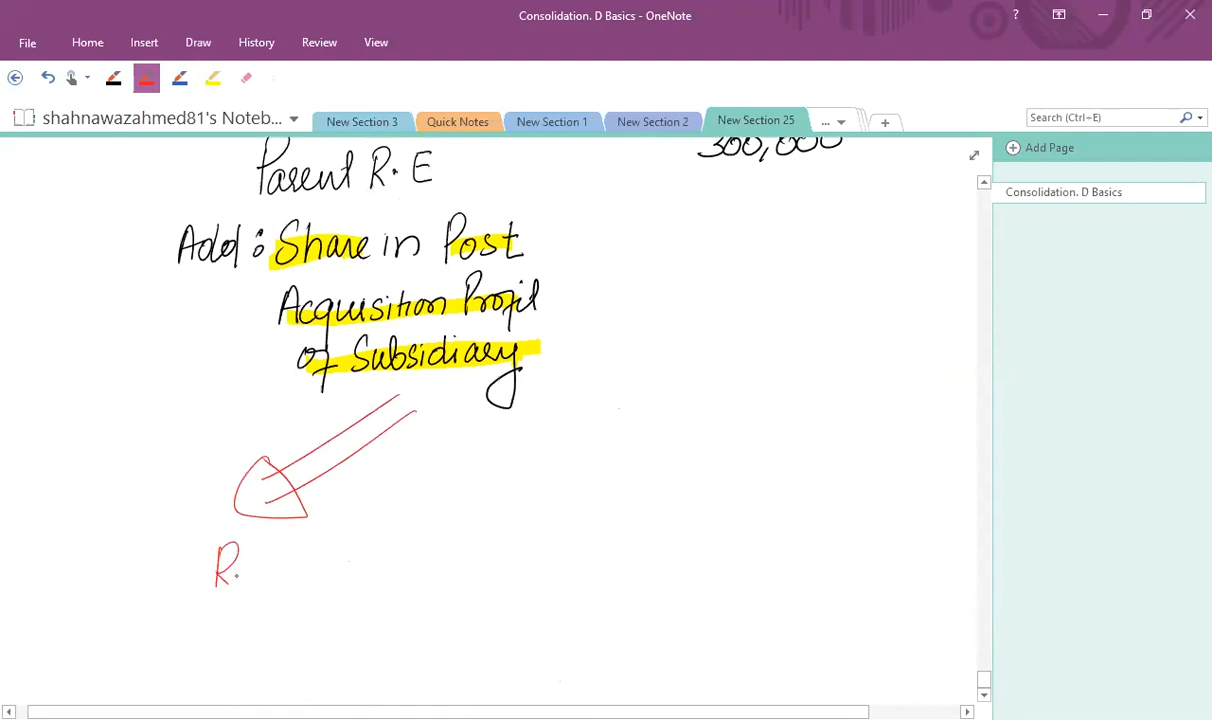 Consolidation. D Basics - OneNote
?
File Home Insert Draw History Review View
shahnawazahmed81's Noteb...
New Section 3
Quick Notes
New Section 1
New Section 2
New Section 25
...
Search (Ctrl+E)
Add Page
Consolidation. D Basics
Parent R.E 300,000
Add: Share in Post
Acquisition Profit
of Subsidiary
R.